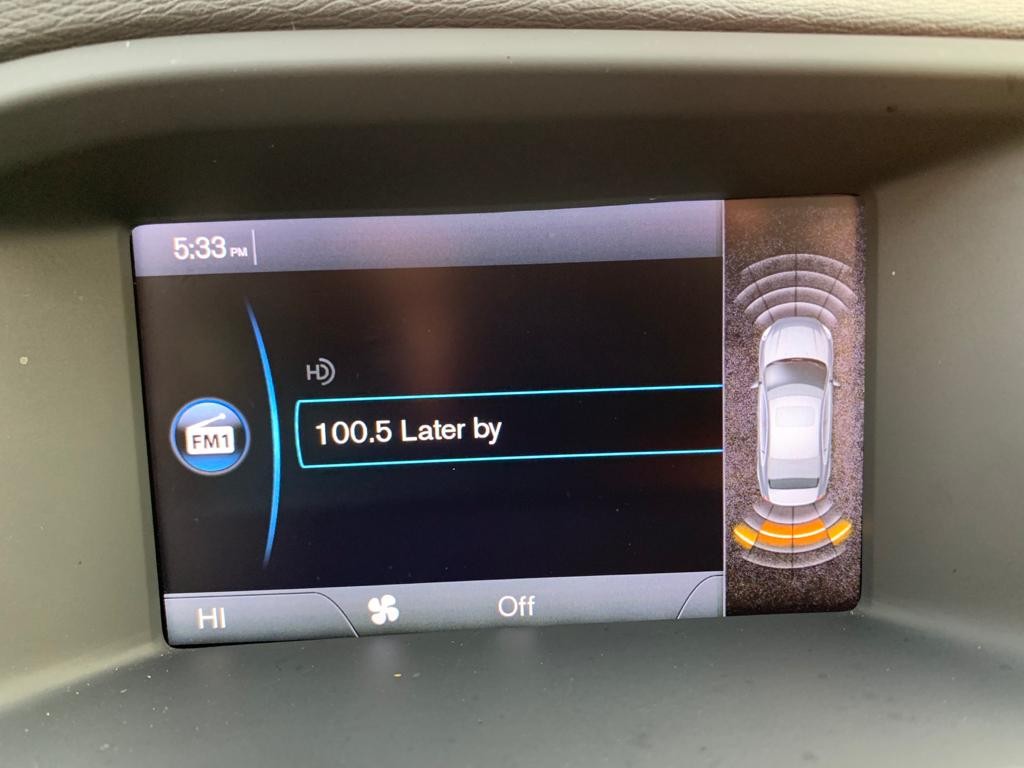 5:33 PM
HD
FM1
100.5 Later by
HI
Off